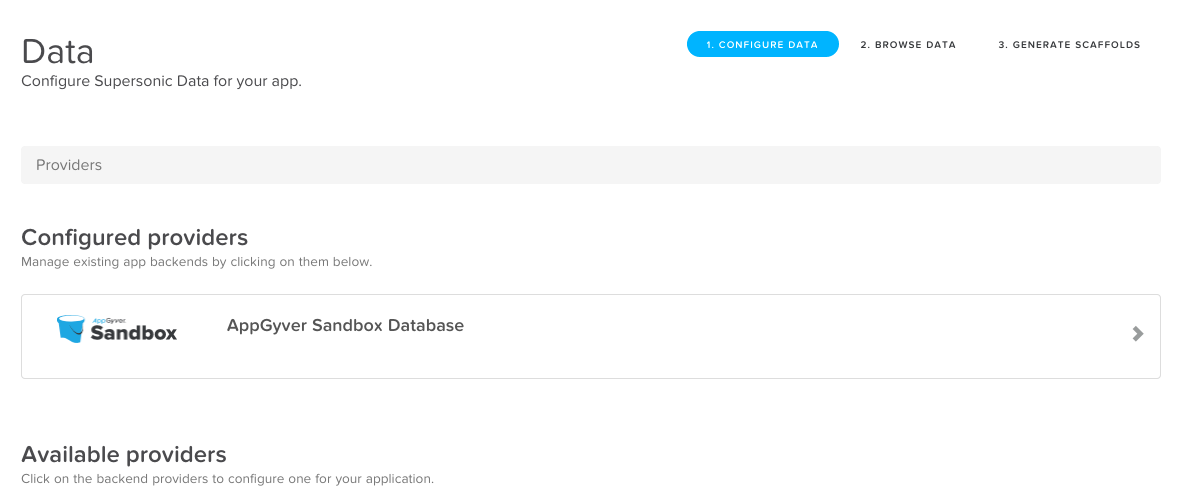 Data
1. CONFIGURE DATA
2. BROWSE DATA
3. GENERATE SCAFFOLDS
Configure Supersonic Data for your app.
Providers
Configured providers
Manage existing app backends by clicking on them below.
AppGyver
Sandbox
AppGyver Sandbox Database
Available providers
Click on the backend providers to configure one for your application.